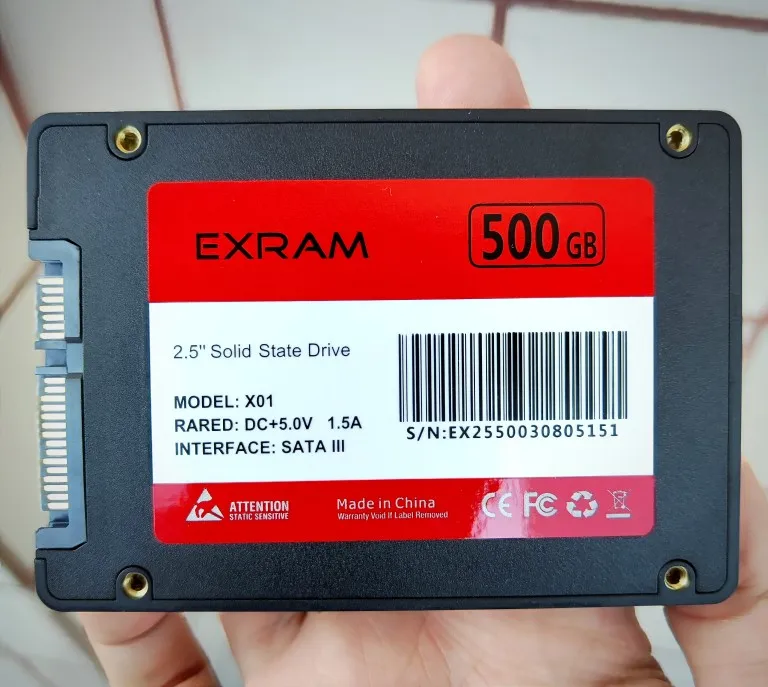 EXRAM
500 GB
2.5" Solid State Drive
MODEL: X01
RARED: DC+5.0V 1.5A
INTERFACE: SATA III
S/N:EX2550030805151
ATTENTION
STATIC SENSITIVE
Made in China
Warranty Void If Label Removed
CE FC